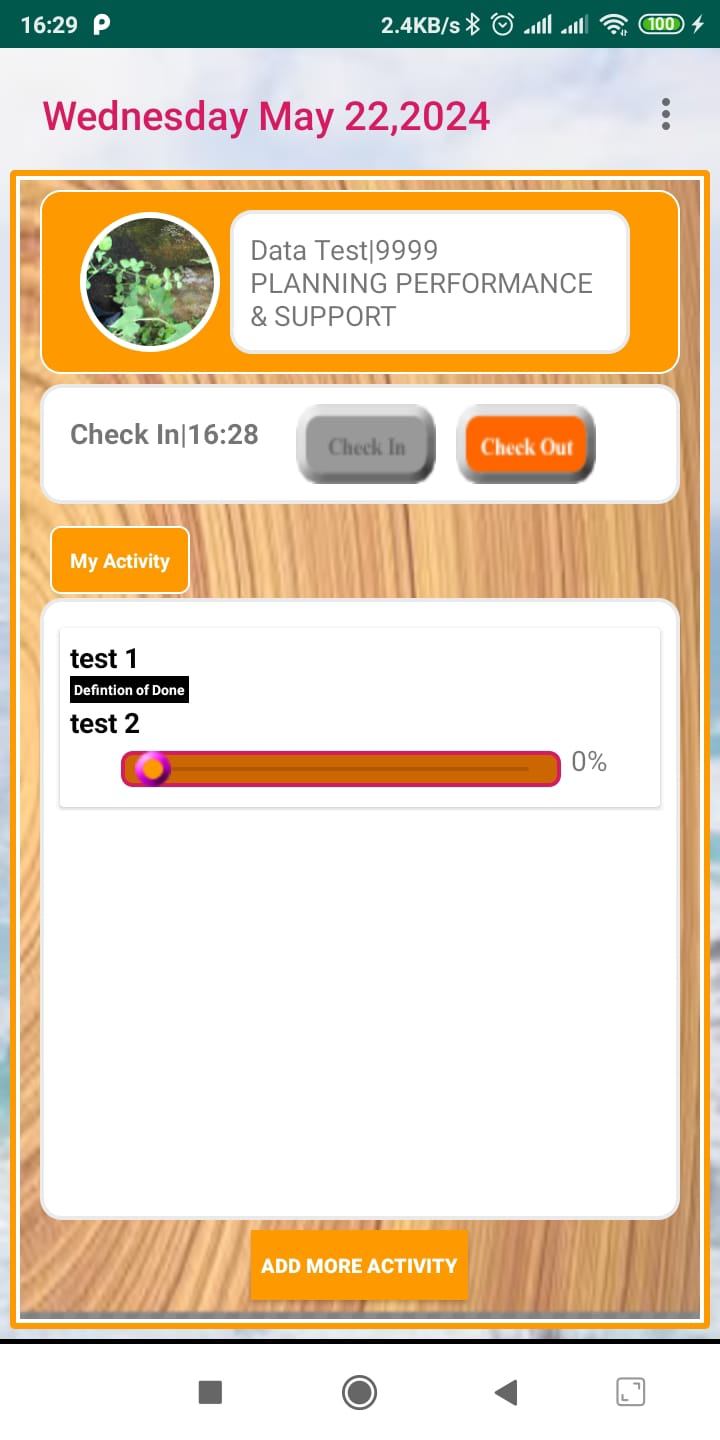 16:29 2.4KB/s 100
Wednesday May 22,2024
Data Test|9999
PLANNING PERFORMANCE
& SUPPORT
Check In|16:28 Check In Check Out
My Activity
test 1
Defintion of Done
test 2
0%
ADD MORE ACTIVITY